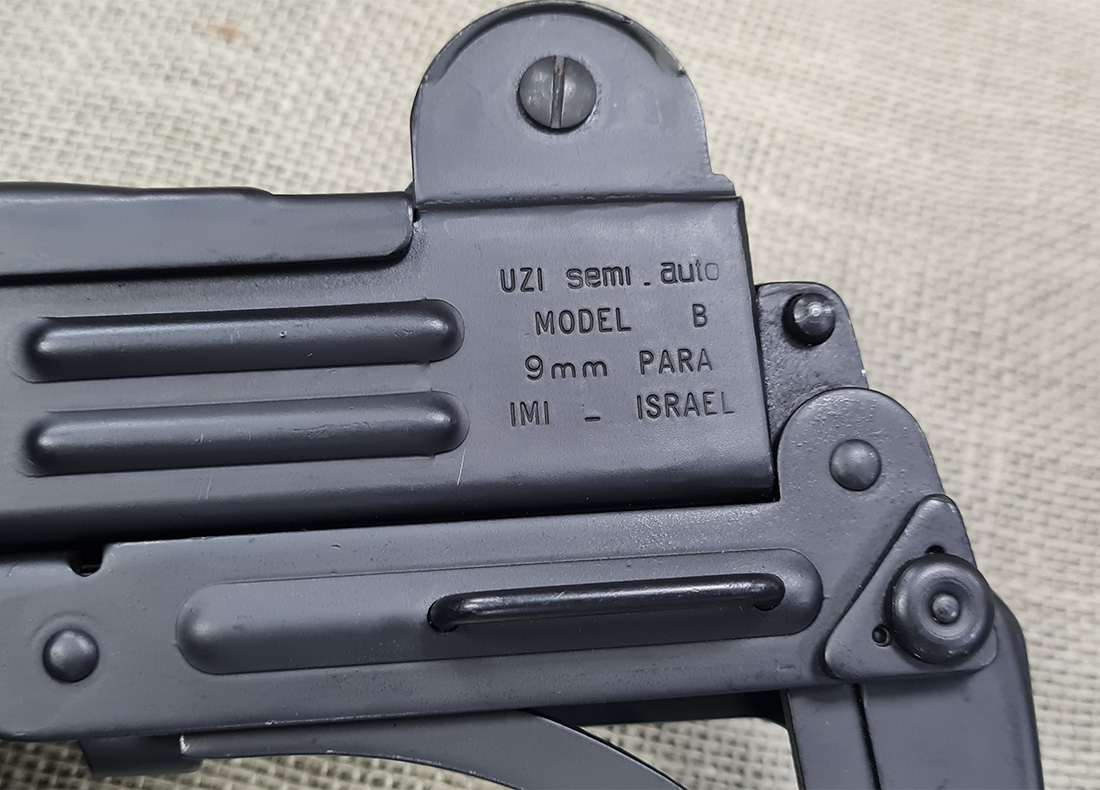 UZI semi.auto
MODEL B
9mm PARA
IMI - ISRAEL